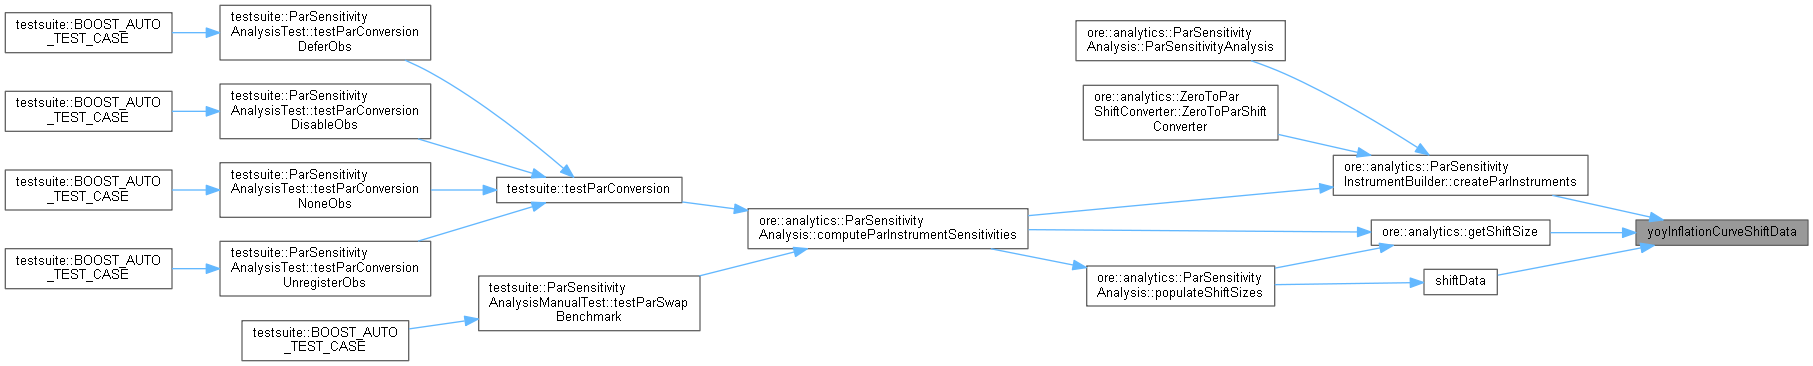 testsuite::BOOST_AUTO
_TEST_CASE
testsuite::ParSensitivity
AnalysisTest::testParConversion
DeferObs
testsuite::BOOST_AUTO
_TEST_CASE
testsuite::ParSensitivity
AnalysisTest::testParConversion
DisableObs
testsuite::BOOST_AUTO
_TEST_CASE
testsuite::ParSensitivity
AnalysisTest::testParConversion
NoneObs
testsuite::BOOST_AUTO
_TEST_CASE
testsuite::ParSensitivity
AnalysisTest::testParConversion
UnregisterObs
testsuite::BOOST_AUTO
_TEST_CASE
testsuite::testParConversion
testsuite::ParSensitivity
AnalysisManualTest::testParSwap
Benchmark
ore::analytics::ParSensitivity
Analysis::computeParInstrumentSensitivities
ore::analytics::ParSensitivity
Analysis::ParSensitivityAnalysis
ore::analytics::ZeroToPar
ShiftConverter::ZeroToParShift
Converter
ore::analytics::ParSensitivity
Analysis::populateShiftSizes
ore::analytics::ParSensitivity
InstrumentBuilder::createParInstruments
ore::analytics::getShiftSize
shiftData
yoyInflationCurveShiftData